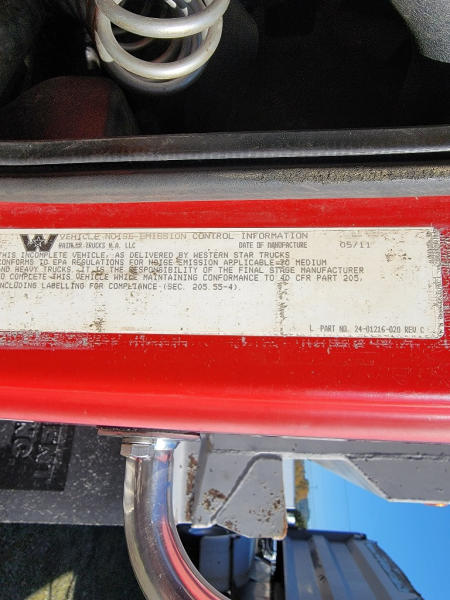 VEHICLE NOISE EMISSION CONTROL INFORMATION
DAIMLER TRUCKS N.A. LLC DATE OF MANUFACTURE 05/11
THIS INCOMPLETE VEHICLE, AS DELIVERED BY WESTERN STAR TRUCKS
CONFORMS TO EPA REGULATIONS FOR NOISE EMISSION APPLICABLE TO MEDIUM
AND HEAVY TRUCKS. IT IS THE RESPONSIBILITY OF THE FINAL STAGE MANUFACTURER
TO COMPETE THIS VEHICLE WHILE MAINTAINING CONFORMANCE TO 40 CFR PART 205,
INCLUDING LABELLING FOR COMPLIANCE (SEC. 205.55-4).
L PART NO. 24-01216-020 REV C